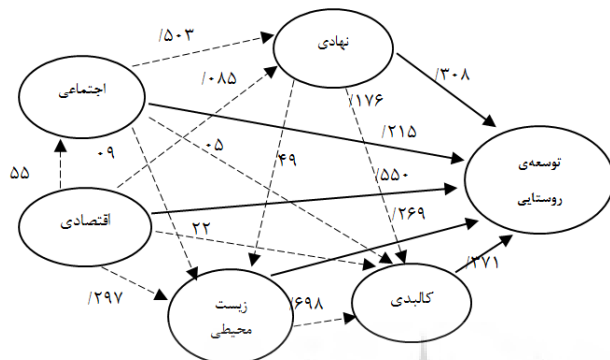 /۵۰۳
نهادی
/۰۸۵
/۳۰۸
اجتماعی
/۱۷۶
/۲۱۵
۵۵
۰۹
۰۵
۴۹
توسعه‌ی
روستایی
/۵۵۰
اقتصادی
۲۲
/۲۶۹
/۲۹۷
زیست
محیطی
/۶۹۸
کالبدی
/۳۷۱